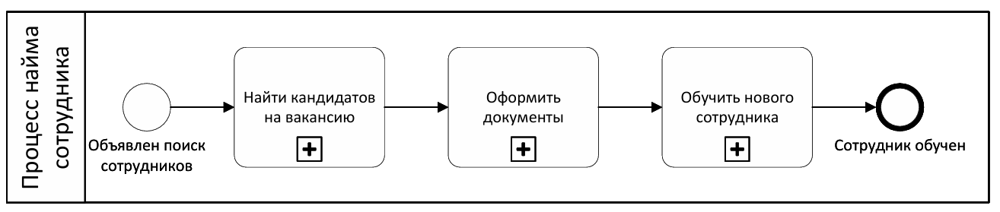 Процесс найма
сотрудника
Объявлен поиск
сотрудников
Найти кандидатов
на вакансию
Оформить
документы
Обучить нового
сотрудника
Сотрудник обучен